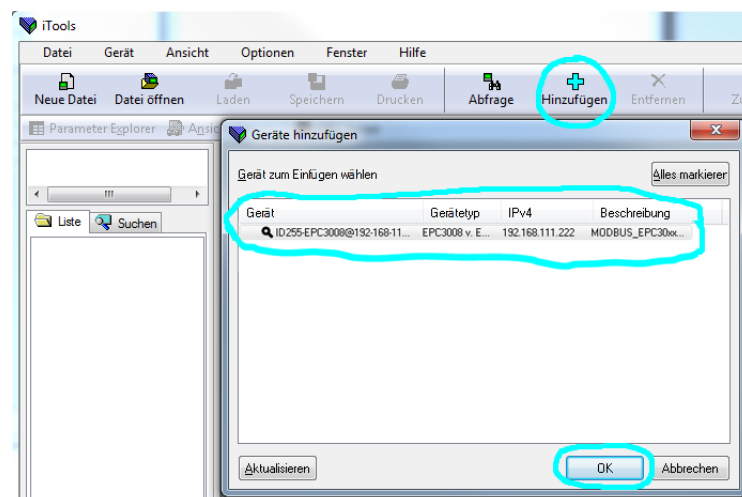 iTools
Datei Gerät Ansicht Optionen Fenster Hilfe
Neue Datei Datei öffnen Laden Speichern Drucken Abfrage Hinzufügen Entfernen
Parameter Explorer
Geräte hinzufügen
Gerät zum Einfügen wählen
Alles markierer
Gerät Gerätetyp IPv4 Beschreibung
ID255-EPC3008@192-168-11... EPC3008 v. E... 192.168.111.222 MODBUS_EPC30xx...
Liste Suchen
Aktualisieren OK Abbrechen